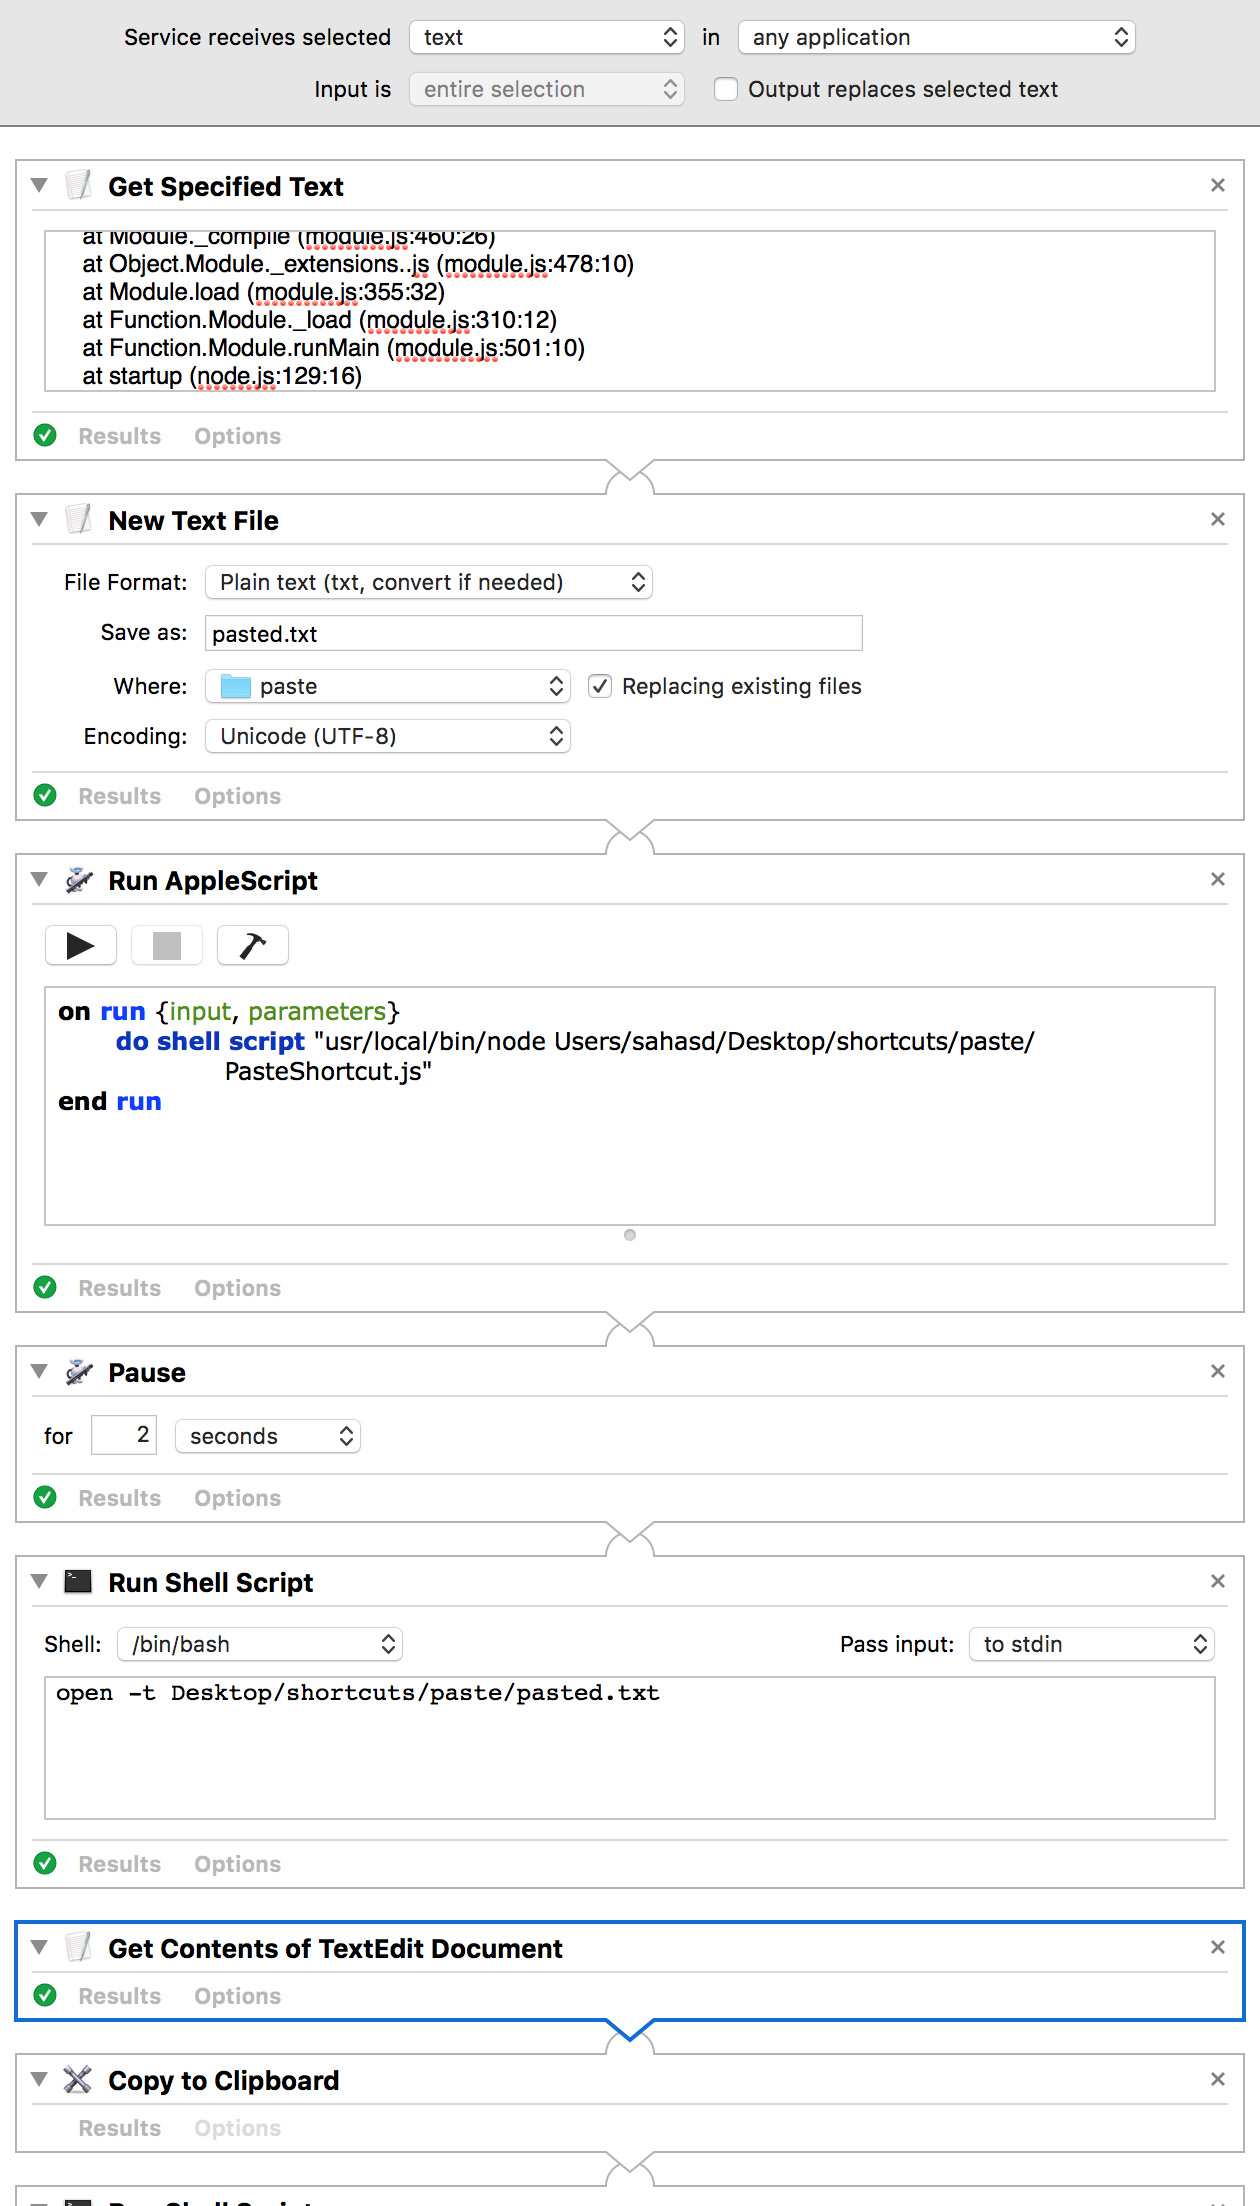 Service receives selected text in any application
Input is entire selection Output replaces selected text
Get Specified Text
at Module._compile (module.js:460:26)
at Object.Module._extensions..js (module.js:478:10)
at Module.load (module.js:355:32)
at Function.Module._load (module.js:310:12)
at Function.Module.runMain (module.js:501:10)
at startup (node.js:129:16)
Results Options
New Text File
File Format: Plain text (txt, convert if needed)
Save as: pasted.txt
Where: paste Replacing existing files
Encoding: Unicode (UTF-8)
Results Options
Run AppleScript
on run {input, parameters}
do shell script "usr/local/bin/node Users/sahasd/Desktop/shortcuts/paste/
PasteShortcut.js"
end run
Results Options
Pause
for 2 seconds
Results Options
Run Shell Script
Shell: /bin/bash Pass input: to stdin
open -t Desktop/shortcuts/paste/pasted.txt
Results Options
Get Contents of TextEdit Document
Results Options
Copy to Clipboard
Results Options